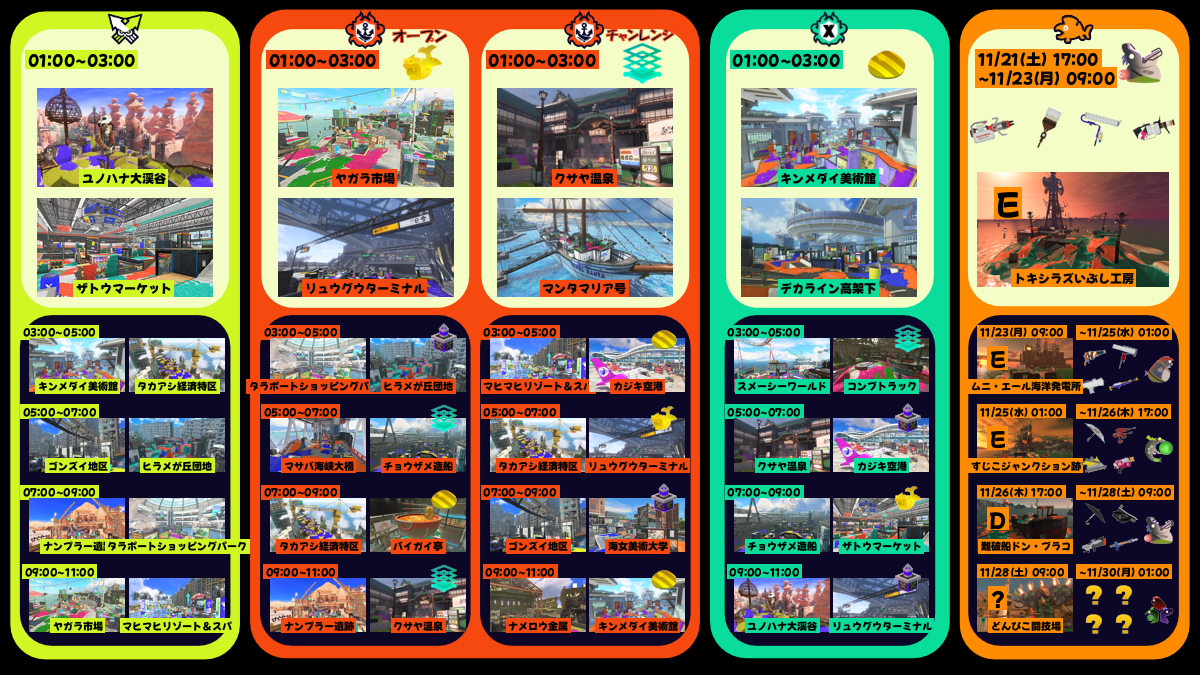 01:00~03:00
ユノハナ大渓谷
ザトウマーケット
03:00~05:00
キンメダイ美術館
タカアシ経済特区
05:00~07:00
ゴンズイ地区
ヒラメが丘団地
07:00~09:00
ナンプラー遺
タラポートショッピングパーク
09:00~11:00
ヤガラ市場
マヒマヒリゾート&スパ
オープン
01:00~03:00
ヤガラ市場
リュウグウターミナル
03:00~05:00
タラポートショッピングパ
ヒラメが丘団地
05:00~07:00
マサバ海峡大橋
チョウザメ造船
07:00~09:00
タカアシ経済特区
バイガイ亭
09:00~11:00
ナンプラー遺跡
クサヤ温泉
チャレンジ
01:00~03:00
クサヤ温泉
マンタマリア号
03:00~05:00
マヒマヒリゾート&ス
カジキ空港
05:00~07:00
タカアシ経済特区
リュウグウターミナル
07:00~09:00
ゴンズイ地区
海女美術大学
09:00~11:00
ナメロウ金属
キンメダイ美術館
X
01:00~03:00
キンメダイ美術館
デカライン高架下
03:00~05:00
スメーシーワールド
コンブトラック
05:00~07:00
クサヤ温泉
カジキ空港
07:00~09:00
チョウザメ造船
ザトウマーケット
09:00~11:00
ユノハナ大渓谷
リュウグウターミナル
11/21(土) 17:00
~11/23(月) 09:00
E
トキシラズいぶし工房
11/23(月) 09:00
~11/25(水) 01:00
E
ムニ・エール海洋発電所
11/25(水) 01:00
~11/26(木) 17:00
E
すじこジャンクション跡
11/26(木) 17:00
~11/28(土) 09:00
D
難破船ドン・ブラコ
11/28(土) 09:00
~11/30(月) 01:00
?
? ?
? ?
どんぴこ闘技場